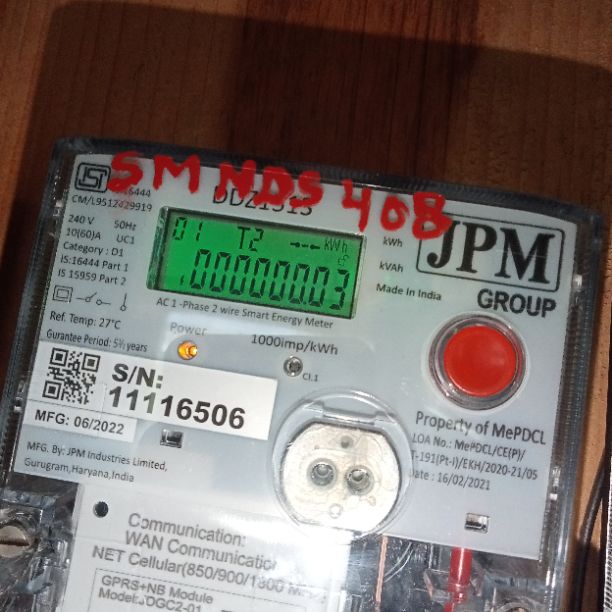 SM NDS 408
16444
CM/L9512429919
DDZ1513
240 V 50Hz
10(60)A UC1
Category : D1
IS:16444 Part 1
IS 15959 Part 2
01 T2 kWh
000000.03
kWh
kVAh
Made in India
JPM
GROUP
AC 1 -Phase 2 wire Smart Energy Meter
Ref. Temp: 27°C
Gurantee Period: 5½ years
Power
1000imp/kWh
Cl.1
S/N:
11116506
MFG: 06/2022
MFG. By: JPM Industries Limited,
Gurugram,Haryana,India
Property of MePDCL
LOA No.: MePDCL/CE(P)/
T-191(Pt-I)/EKH/2020-21/05
Date : 16/02/2021
Communication:
WAN Communication
NET Cellular(850/900/1800
GPRS+NB Module